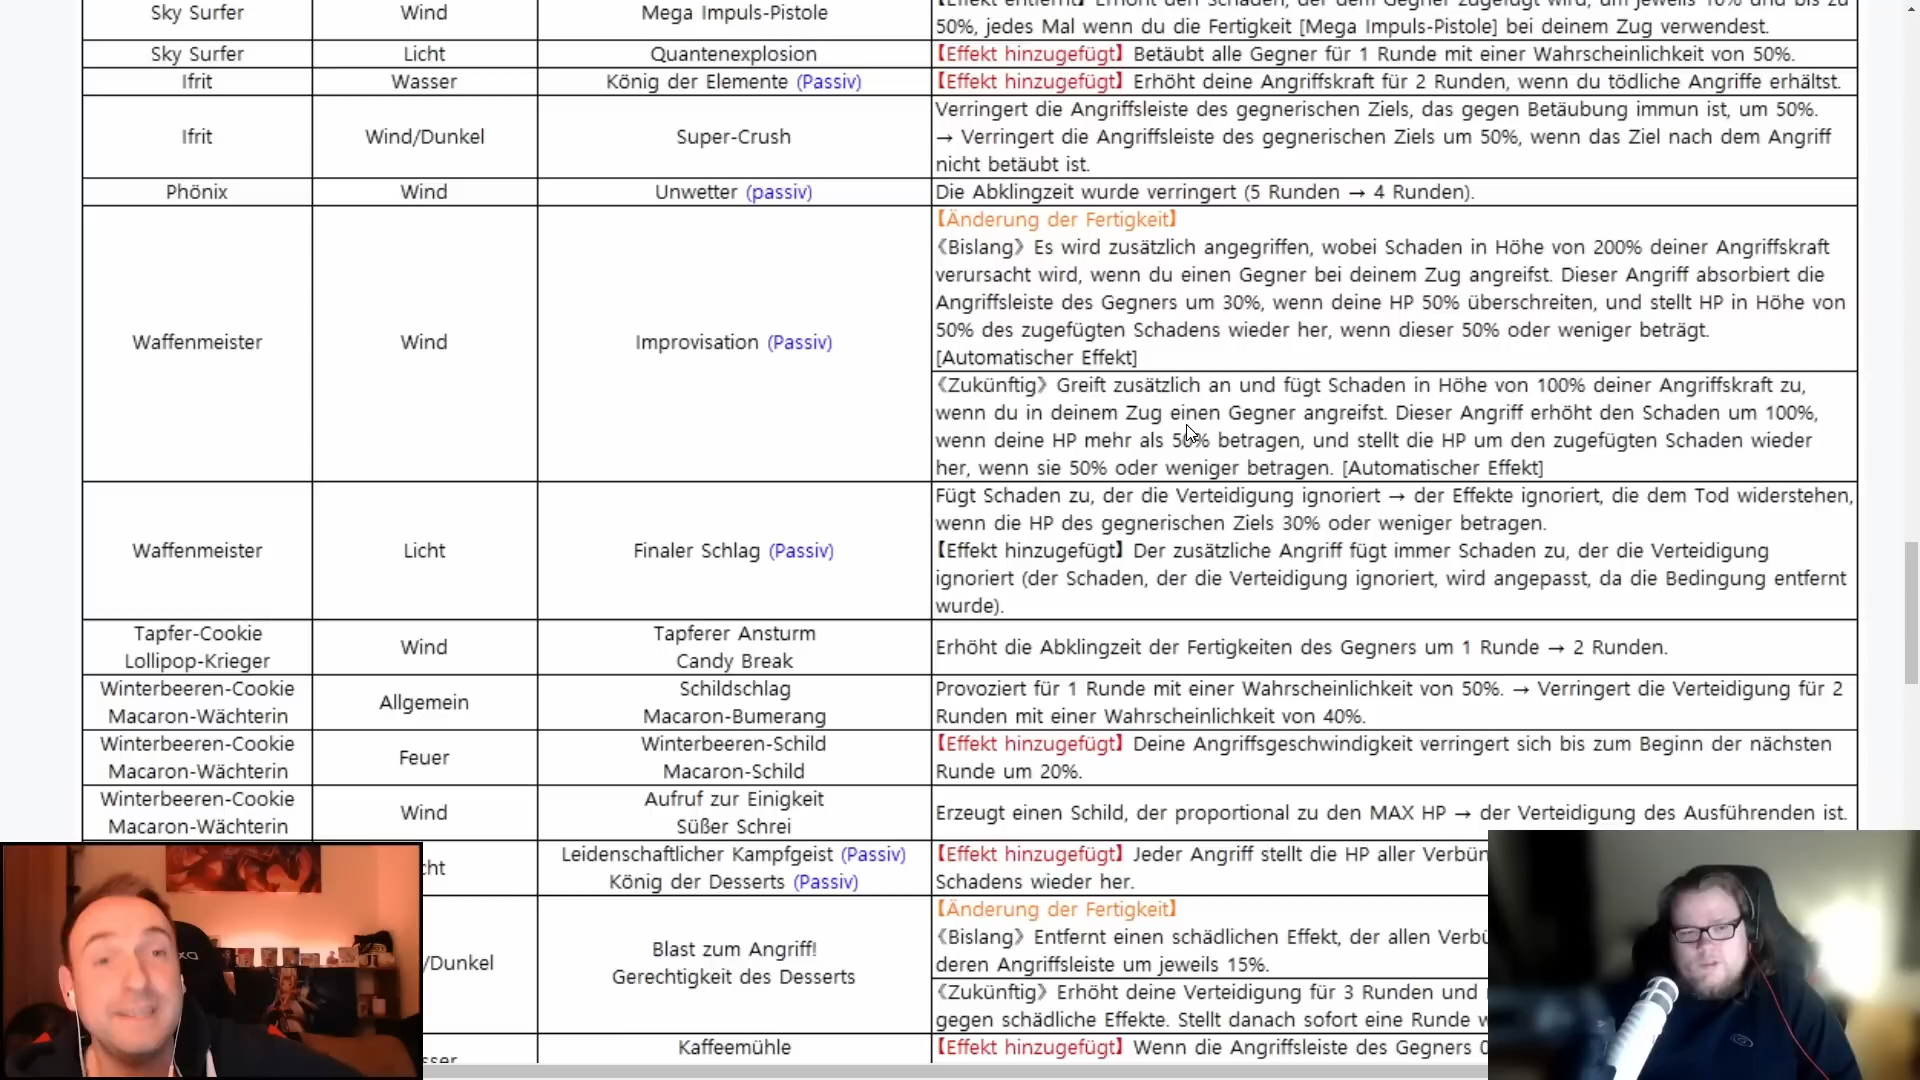 Sky Surfer
Wind
Mega Impuls-Pistole
50%, jedes Mal wenn du die Fertigkeit [Mega Impuls-Pistole] bei deinem Zug verwendest.
Sky Surfer
Licht
Quantenexplosion
【Effekt hinzugefügt】 Betäubt alle Gegner für 1 Runde mit einer Wahrscheinlichkeit von 50%.
Ifrit
Wasser
König der Elemente (Passiv)
【Effekt hinzugefügt】 Erhöht deine Angriffskraft für 2 Runden, wenn du tödliche Angriffe erhältst.
Ifrit
Wind/Dunkel
Super-Crush
Verringert die Angriffsleiste des gegnerischen Ziels, das gegen Betäubung immun ist, um 50%.
→ Verringert die Angriffsleiste des gegnerischen Ziels um 50%, wenn das Ziel nach dem Angriff
nicht betäubt ist.
Phönix
Wind
Unwetter (passiv)
Die Abklingzeit wurde verringert (5 Runden → 4 Runden).
Waffenmeister
Wind
Improvisation (Passiv)
【Änderung der Fertigkeit】
《Bislang》 Es wird zusätzlich angegriffen, wobei Schaden in Höhe von 200% deiner Angriffskraft
verursacht wird, wenn du einen Gegner bei deinem Zug angreifst. Dieser Angriff absorbiert die
Angriffsleiste des Gegners um 30%, wenn deine HP 50% überschreiten, und stellt HP in Höhe von
50% des zugefügten Schadens wieder her, wenn dieser 50% oder weniger beträgt.
[Automatischer Effekt]
《Zukünftig》 Greift zusätzlich an und fügt Schaden in Höhe von 100% deiner Angriffskraft zu,
wenn du in deinem Zug einen Gegner angreifst. Dieser Angriff erhöht den Schaden um 100%,
wenn deine HP mehr als 50% betragen, und stellt die HP um den zugefügten Schaden wieder
her, wenn sie 50% oder weniger betragen. [Automatischer Effekt]
Waffenmeister
Licht
Finaler Schlag (Passiv)
Fügt Schaden zu, der die Verteidigung ignoriert → der Effekte ignoriert, die dem Tod widerstehen,
wenn die HP des gegnerischen Ziels 30% oder weniger betragen.
【Effekt hinzugefügt】 Der zusätzliche Angriff fügt immer Schaden zu, der die Verteidigung
ignoriert (der Schaden, der die Verteidigung ignoriert, wird angepasst, da die Bedingung entfernt
wurde).
Tapfer-Cookie
Lollipop-Krieger
Wind
Tapferer Ansturm
Candy Break
Erhöht die Abklingzeit der Fertigkeiten des Gegners um 1 Runde → 2 Runden.
Winterbeeren-Cookie
Macaron-Wächterin
Allgemein
Schildschlag
Macaron-Bumerang
Provoziert für 1 Runde mit einer Wahrscheinlichkeit von 50%. → Verringert die Verteidigung für 2
Runden mit einer Wahrscheinlichkeit von 40%.
Winterbeeren-Cookie
Macaron-Wächterin
Feuer
Winterbeeren-Schild
Macaron-Schild
【Effekt hinzugefügt】 Deine Angriffsgeschwindigkeit verringert sich bis zum Beginn der nächsten
Runde um 20%.
Winterbeeren-Cookie
Macaron-Wächterin
Wind
Aufruf zur Einigkeit
Süßer Schrei
Erzeugt einen Schild, der proportional zu den MAX HP → der Verteidigung des Ausführenden ist.
cht
Leidenschaftlicher Kampfgeist (Passiv)
König der Desserts (Passiv)
【Effekt hinzugefügt】 Jeder Angriff stellt die HP aller Verbün
Schadens wieder her.
/Dunkel
Blast zum Angriff!
Gerechtigkeit des Desserts
【Änderung der Fertigkeit】
《Bislang》 Entfernt einen schädlichen Effekt, der allen Verbü
deren Angriffsleiste um jeweils 15%.
《Zukünftig》 Erhöht deine Verteidigung für 3 Runden und
gegen schädliche Effekte. Stellt danach sofort eine Runde w
sser
Kaffeemühle
【Effekt hinzugefügt】 Wenn die Angriffsleiste des Gegners 0